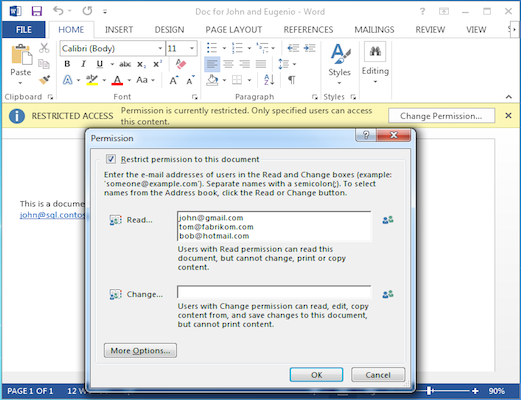 Doc for John and Eugenio - Word
FILE HOME INSERT DESIGN PAGE LAYOUT REFERENCES MAILINGS REVIEW VIEW
Calibri (Body) 11
Paste
Styles Editing
Clipboard Font Paragraph Styles
RESTRICTED ACCESS Permission is currently restricted. Only specified users can access this content. Change Permission...
Permission
Restrict permission to this document
Enter the e-mail addresses of users in the Read and Change boxes (example:
'someone@example.com'). Separate names with a semicolon(;). To select
names from the Address book, click the Read or Change button.
This is a docume
john@sql.contos
Read...
john@gmail.com
tom@fabrikom.com
bob@hotmail.com
Users with Read permission can read this
document, but cannot change, print or copy
content.
Change...
Users with Change permission can read, edit, copy
content from, and save changes to this document,
but cannot print content.
More Options...
OK Cancel
PAGE 1 OF 1 12 W 90%